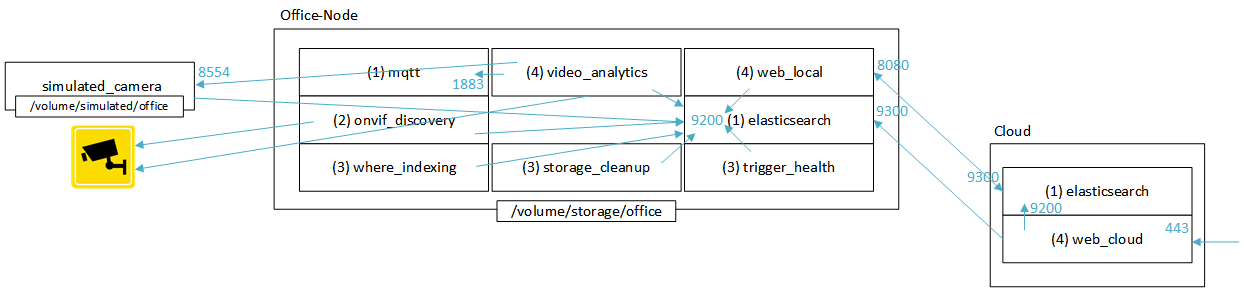 Office-Node
simulated_camera
/volume/simulated/office
8554
(1) mqtt
1883
(4) video_analytics
(4) web_local
8080
(2) onvif_discovery
9200
(1) elasticsearch
9300
(3) where_indexing
(3) storage_cleanup
(3) trigger_health
/volume/storage/office
Cloud
9300
(1) elasticsearch
9200
(4) web_cloud
443